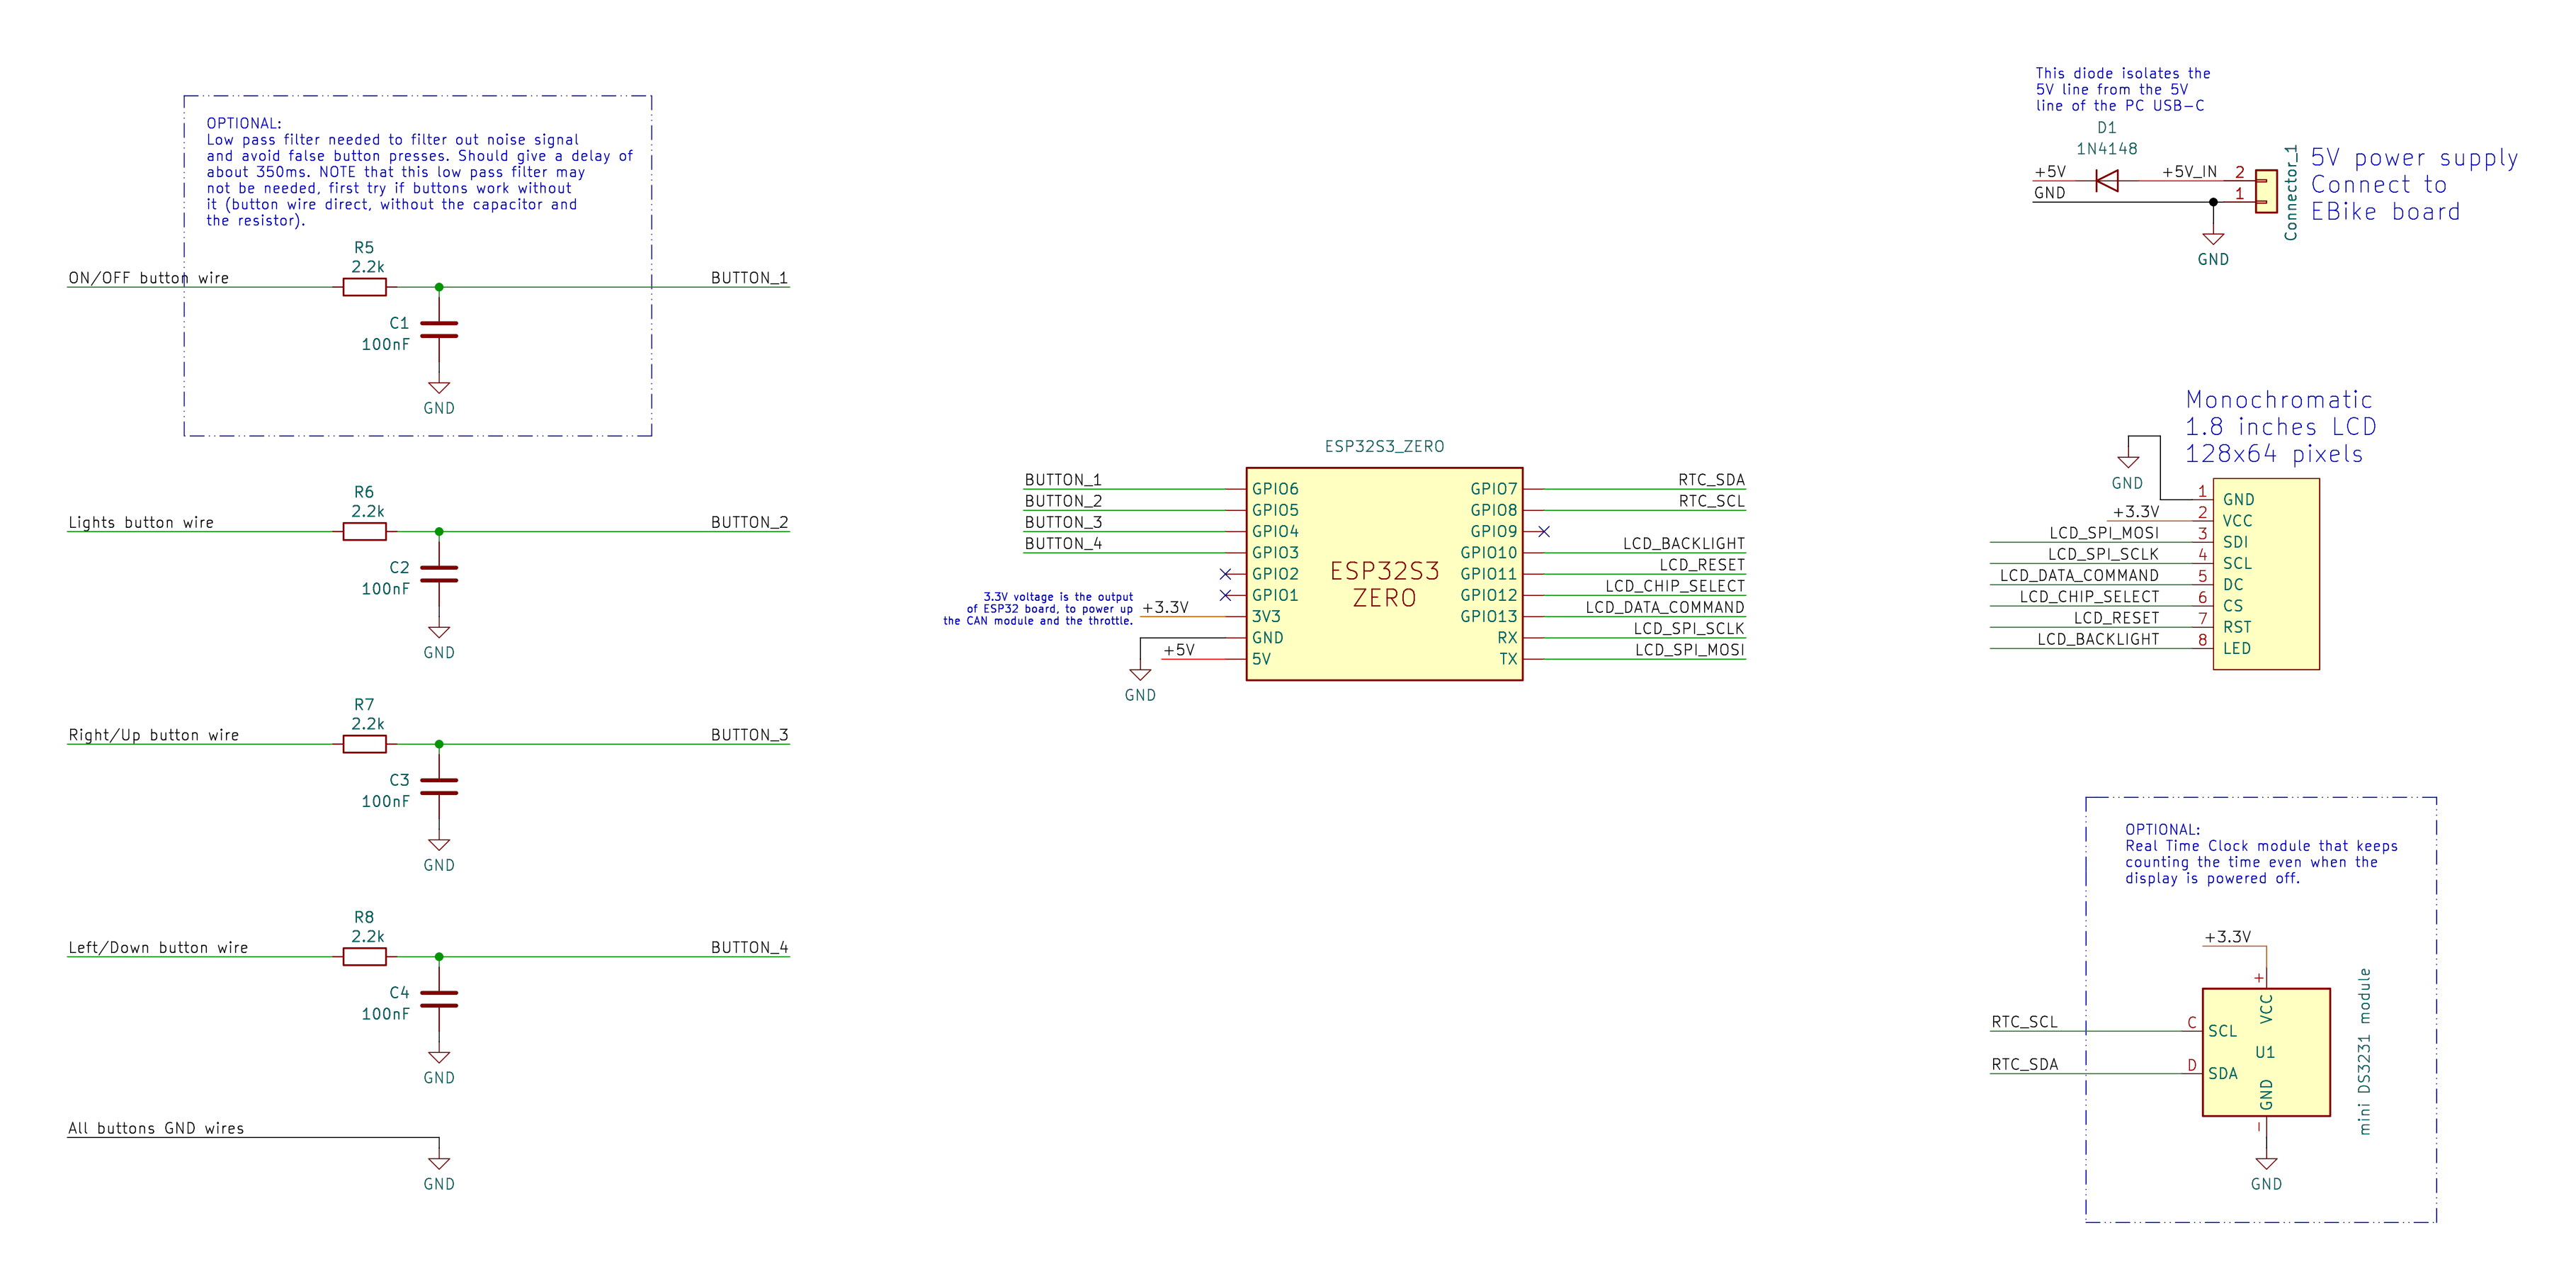 OPTIONAL:
Low pass filter needed to filter out noise signal
and avoid false button presses. Should give a delay of
about 350ms. NOTE that this low pass filter may
not be needed, first try if buttons work without
it (button wire direct, without the capacitor and
the resistor).
R5
2.2k
ON/OFF button wire
BUTTON_1
C1
100nF
GND
R6
2.2k
Lights button wire
BUTTON_2
C2
100nF
GND
R7
2.2k
Right/Up button wire
BUTTON_3
C3
100nF
GND
R8
2.2k
Left/Down button wire
BUTTON_4
C4
100nF
GND
All buttons GND wires
GND
ESP32S3_ZERO
BUTTON_1
BUTTON_2
BUTTON_3
BUTTON_4
3.3V voltage is the output
of ESP32 board, to power up
the CAN module and the throttle.
+3.3V
+5V
GND
GPIO6
GPIO5
GPIO4
GPIO3
GPIO2
GPIO1
3V3
GND
5V
ESP32S3
ZERO
GPIO7
GPIO8
GPIO9
GPIO10
GPIO11
GPIO12
GPIO13
RX
TX
RTC_SDA
RTC_SCL
LCD_BACKLIGHT
LCD_RESET
LCD_CHIP_SELECT
LCD_DATA_COMMAND
LCD_SPI_SCLK
LCD_SPI_MOSI
This diode isolates the
5V line from the 5V
line of the PC USB-C
D1
1N4148
+5V
+5V_IN
2
GND
1
GND
Connector_1
5V power supply
Connect to
EBike board
Monochromatic
1.8 inches LCD
128x64 pixels
GND
1 GND
+3.3V 2 VCC
LCD_SPI_MOSI 3 SDI
LCD_SPI_SCLK 4 SCL
LCD_DATA_COMMAND 5 DC
LCD_CHIP_SELECT 6 CS
LCD_RESET 7 RST
LCD_BACKLIGHT 8 LED
OPTIONAL:
Real Time Clock module that keeps
counting the time even when the
display is powered off.
+3.3V
+
VCC
RTC_SCL C SCL
U1
RTC_SDA D SDA
GND
-
GND
mini DS3231 module